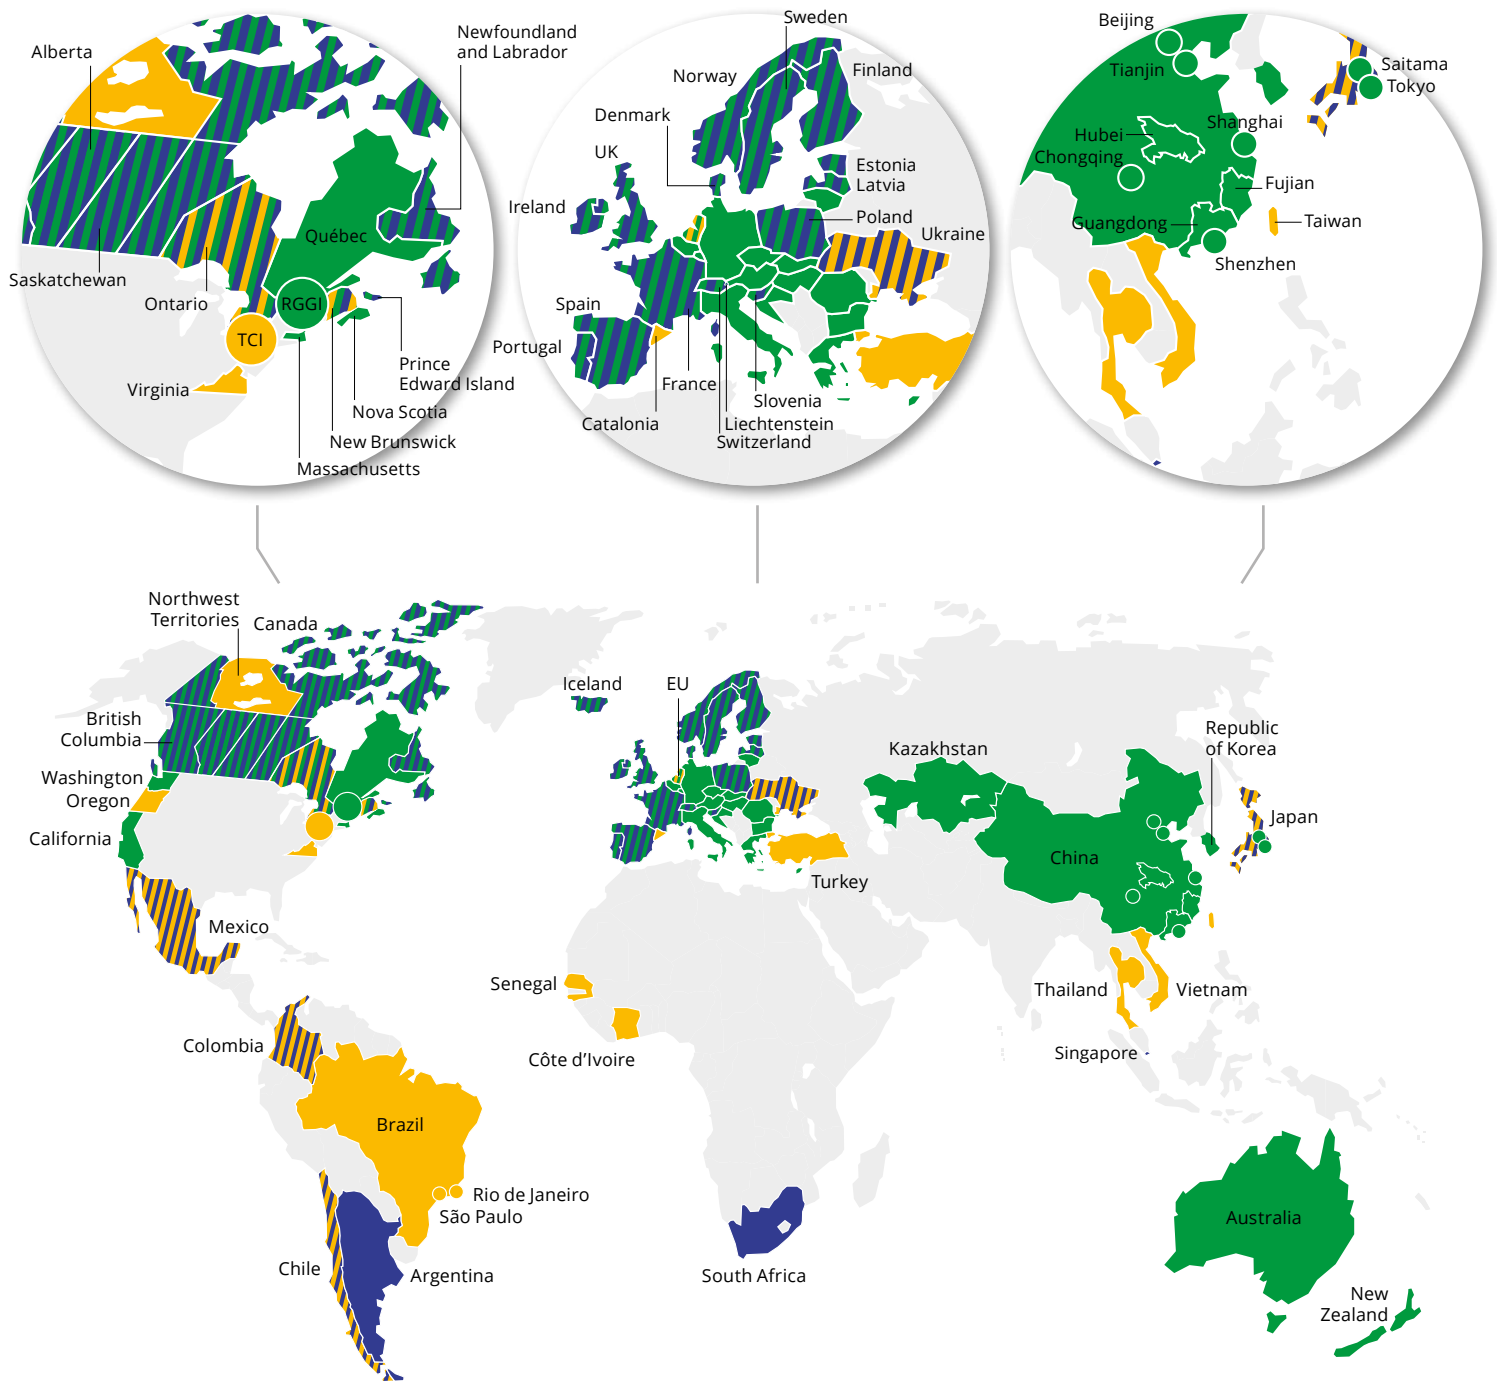 Alberta
Newfoundland
and Labrador
Québec
Saskatchewan
Ontario
RGGI
TCI
Virginia
Prince
Edward Island
Nova Scotia
New Brunswick
Massachusetts
Sweden
Norway
Finland
Denmark
UK
Estonia
Latvia
Ireland
Poland
Ukraine
Spain
Portugal
France
Slovenia
Catalonia
Liechtenstein
Switzerland
Beijing
Tianjin
Saitama
Tokyo
Hubei
Shanghai
Chongqing
Fujian
Guangdong
Taiwan
Shenzhen
Northwest
Territories
Canada
British
Columbia
Washington
Oregon
California
Mexico
Iceland
EU
Kazakhstan
Republic
of Korea
Japan
China
Turkey
Senegal
Côte d’Ivoire
Thailand
Vietnam
Singapore
Colombia
Brazil
Rio de Janeiro
São Paulo
Chile
Argentina
South Africa
Australia
New
Zealand